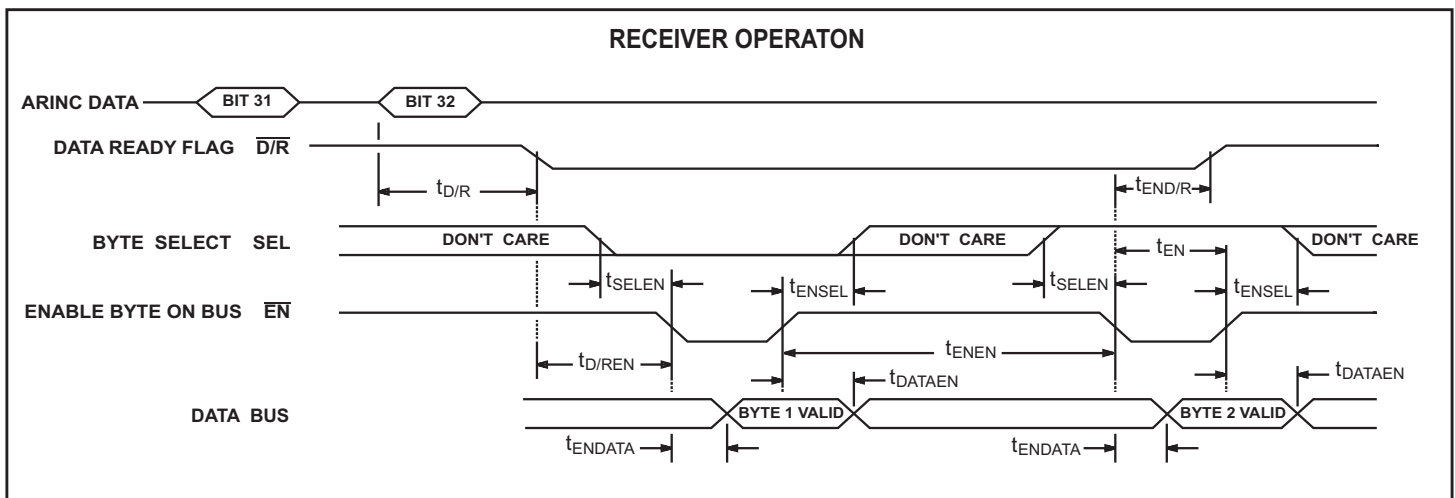 RECEIVER OPERATON
ARINC DATA BIT 31 BIT 32
DATA READY FLAG D/R
tD/R tEND/R
BYTE SELECT SEL DON'T CARE DON'T CARE DON'T CARE
tEN
tSELEN tENSEL tSELEN tENSEL
ENABLE BYTE ON BUS EN
tD/REN tENEN
tDATAEN tDATAEN
DATA BUS BYTE 1 VALID BYTE 2 VALID
tENDATA tENDATA